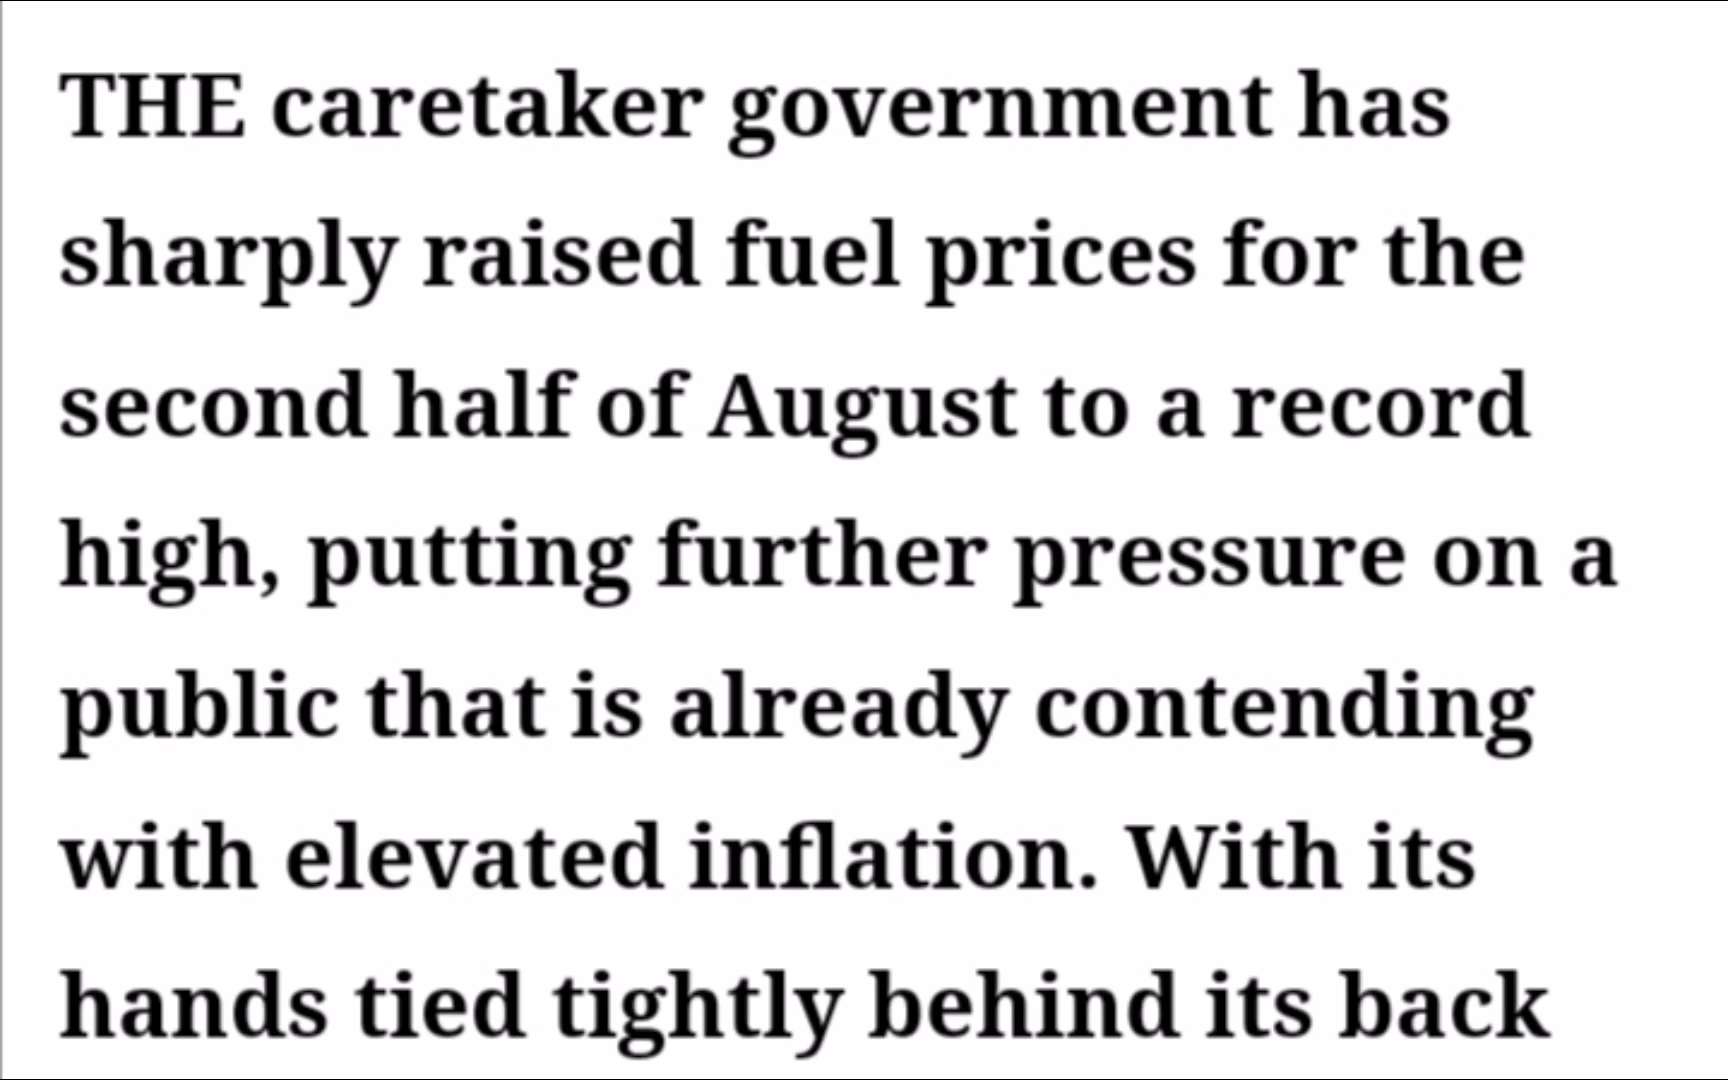 THE caretaker government has
sharply raised fuel prices for the
second half of August to a record
high, putting further pressure on a
public that is already contending
with elevated inflation. With its
hands tied tightly behind its back